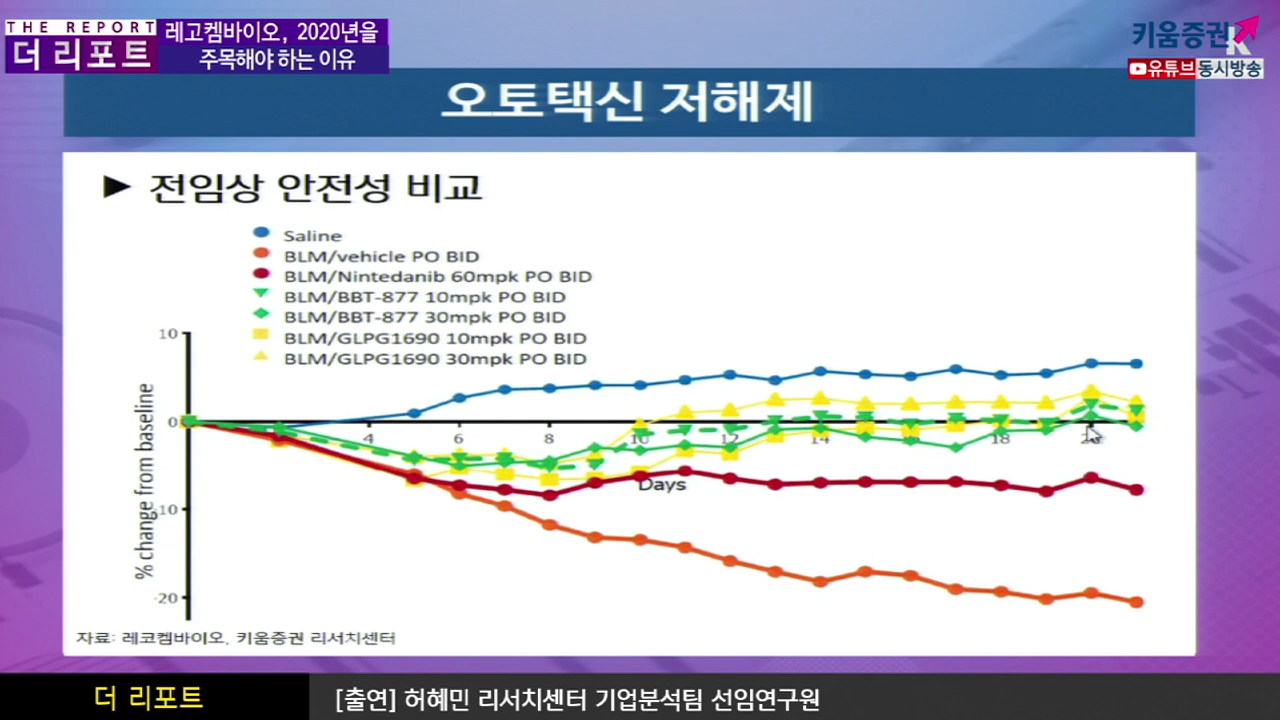 THE REPORT
더 리포트
레고켐바이오, 2020년을
주목해야 하는 이유
키움증권
유튜브 동시방송
오토택신 저해제
▶ 전임상 안전성 비교
Saline
BLM/vehicle PO BID
BLM/Nintedanib 60mpk PO BID
BLM/BBT-877 10mpk PO BID
BLM/BBT-877 30mpk PO BID
BLM/GLPG1690 10mpk PO BID
BLM/GLPG1690 30mpk PO BID
% change from baseline
10
0
-10
-20
4 6 8 10 12 14 16 18
Days
자료: 레코켐바이오, 키움증권 리서치센터
더 리포트
[출연] 허혜민 리서치센터 기업분석팀 선임연구원